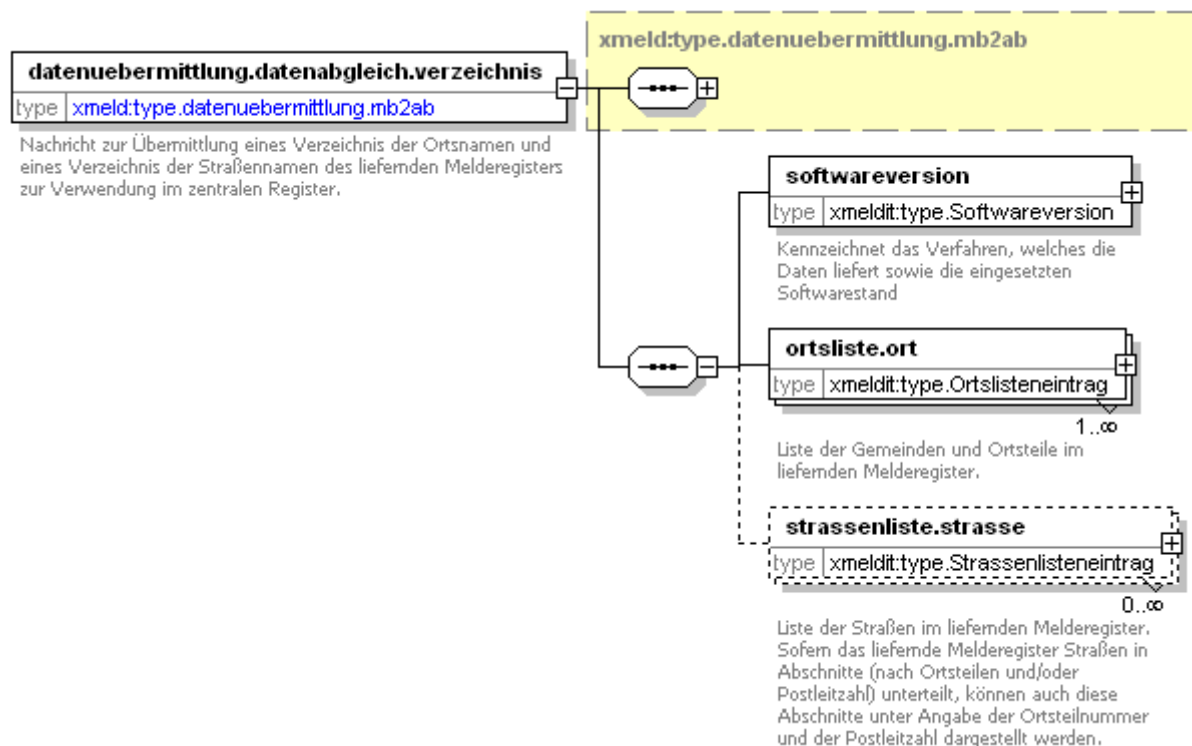 xmeld:type.datenuebermittlung.mb2ab
datenuebermittlung.datenabgleich.verzeichnis
type xmeld:type.datenuebermittlung.mb2ab
Nachricht zur Übermittlung eines Verzeichnis der Ortsnamen und
eines Verzeichnis der Straßennamen des liefernden Melderegisters
zur Verwendung im zentralen Register.
softwareversion
type xmeldit:type.Softwareversion
Kennzeichnet das Verfahren, welches die
Daten liefert sowie die eingesetzten
Softwarestand
ortsliste.ort
type xmeldit:type.Ortslisteneintrag
1..∞
Liste der Gemeinden und Ortsteile im
liefernden Melderegister.
strassenliste.strasse
type xmeldit:type.Strassenlisteneintrag
0..∞
Liste der Straßen im liefernden Melderegister.
Sofern das liefernde Melderegister Straßen in
Abschnitte (nach Ortsteilen und/oder
Postleitzahl) unterteilt, können auch diese
Abschnitte unter Angabe der Ortsteilnummer
und der Postleitzahl dargestellt werden.